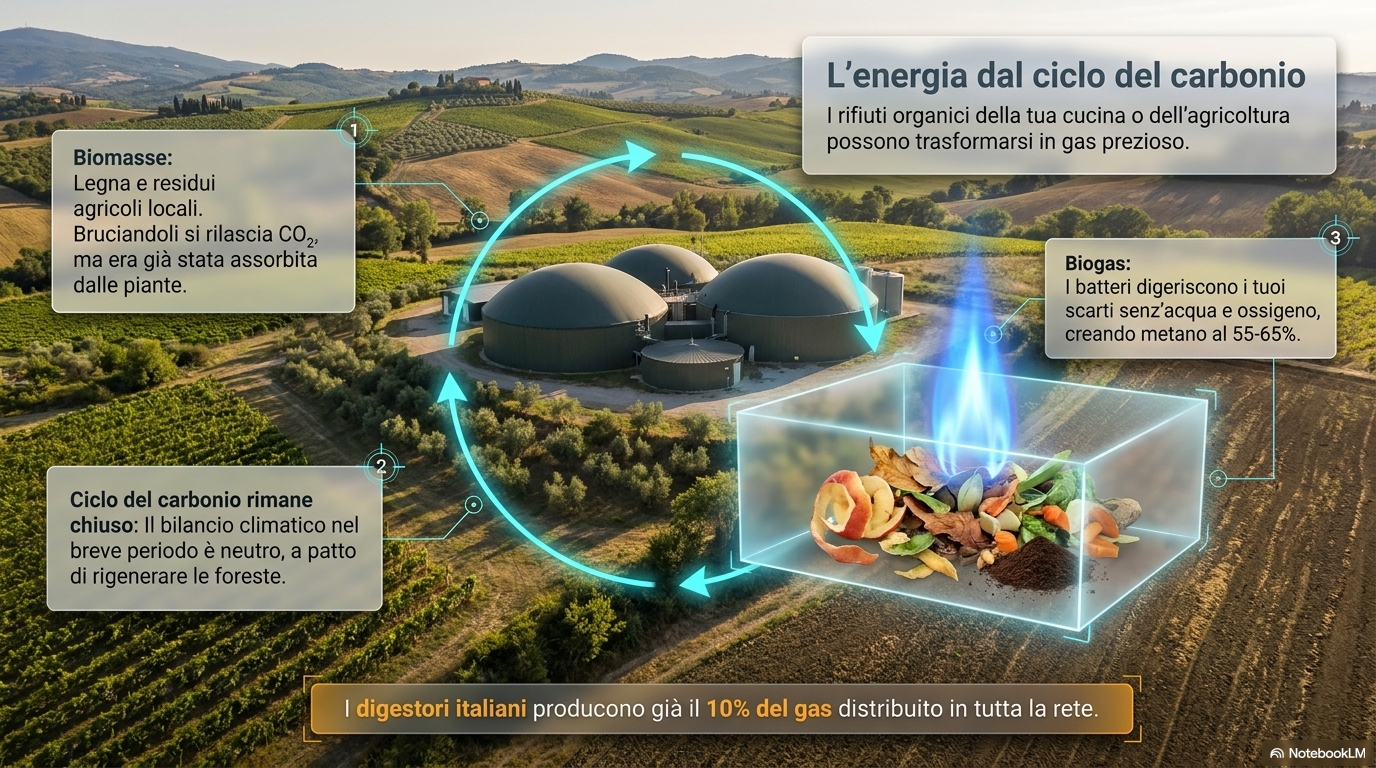 L'energia dal ciclo del carbonio
I rifiuti organici della tua cucina o dell'agricoltura
possono trasformarsi in gas prezioso.
1
Biomasse:
Legna e residui
agricoli locali.
Bruciandoli si rilascia CO₂,
ma era già stata assorbita
dalle piante.
2
Ciclo del carbonio rimane
chiuso: Il bilancio climatico nel
breve periodo è neutro, a patto
di rigenerare le foreste.
3
Biogas:
I batteri digeriscono i tuoi
scarti senz'acqua e ossigeno,
creando metano al 55-65%.
I digestori italiani producono già il 10% del gas distribuito in tutta la rete.
NotebookLM